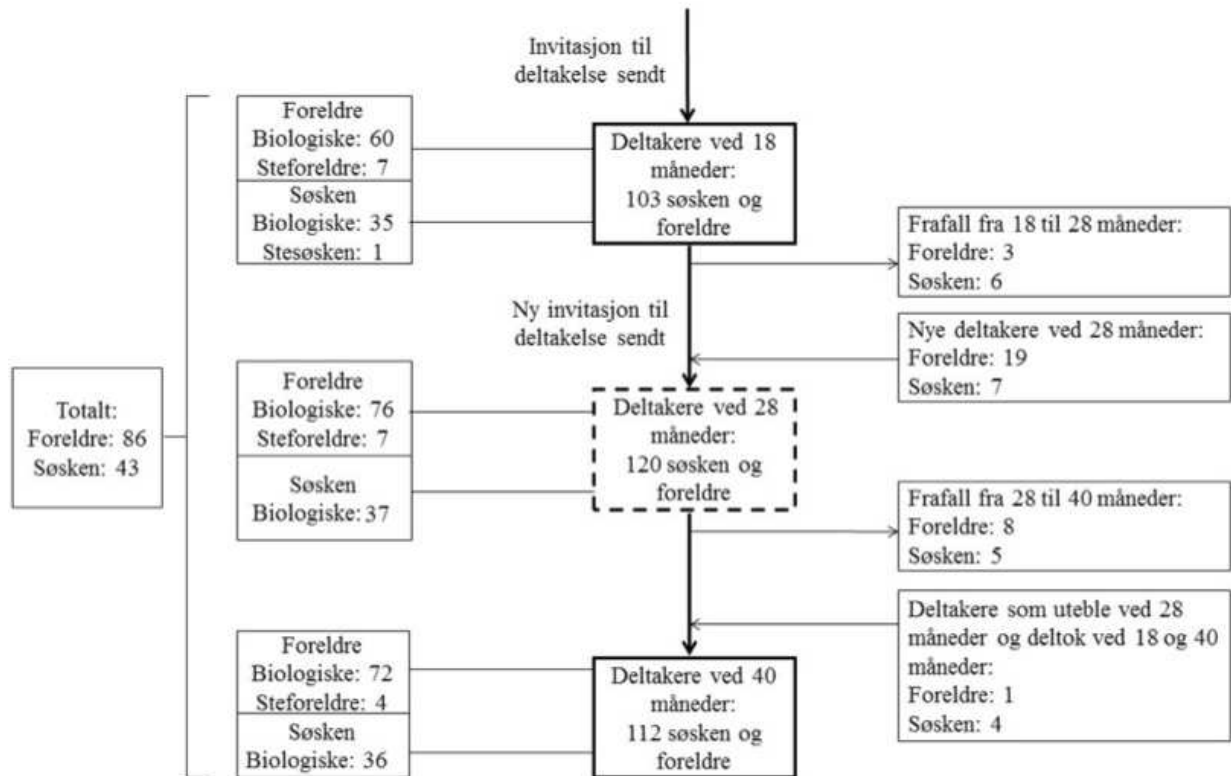 Invitasjon til
deltakelse sendt
Foreldre
Biologiske: 60
Steforeldre: 7
Søsken
Biologiske: 35
Stesøsken: 1
Deltakere ved 18
måneder:
103 søsken og
foreldre
Frafall fra 18 til 28 måneder:
Foreldre: 3
Søsken: 6
Ny invitasjon til
deltakelse sendt
Nye deltakere ved 28 måneder:
Foreldre: 19
Søsken: 7
Totalt:
Foreldre: 86
Søsken: 43
Foreldre
Biologiske: 76
Steforeldre: 7
Søsken
Biologiske: 37
Deltakere ved 28
måneder:
120 søsken og
foreldre
Frafall fra 28 til 40 måneder:
Foreldre: 8
Søsken: 5
Deltakere som uteble ved 28
måneder og deltok ved 18 og 40
måneder:
Foreldre: 1
Søsken: 4
Foreldre
Biologiske: 72
Steforeldre: 4
Søsken
Biologiske: 36
Deltakere ved 40
måneder:
112 søsken og
foreldre